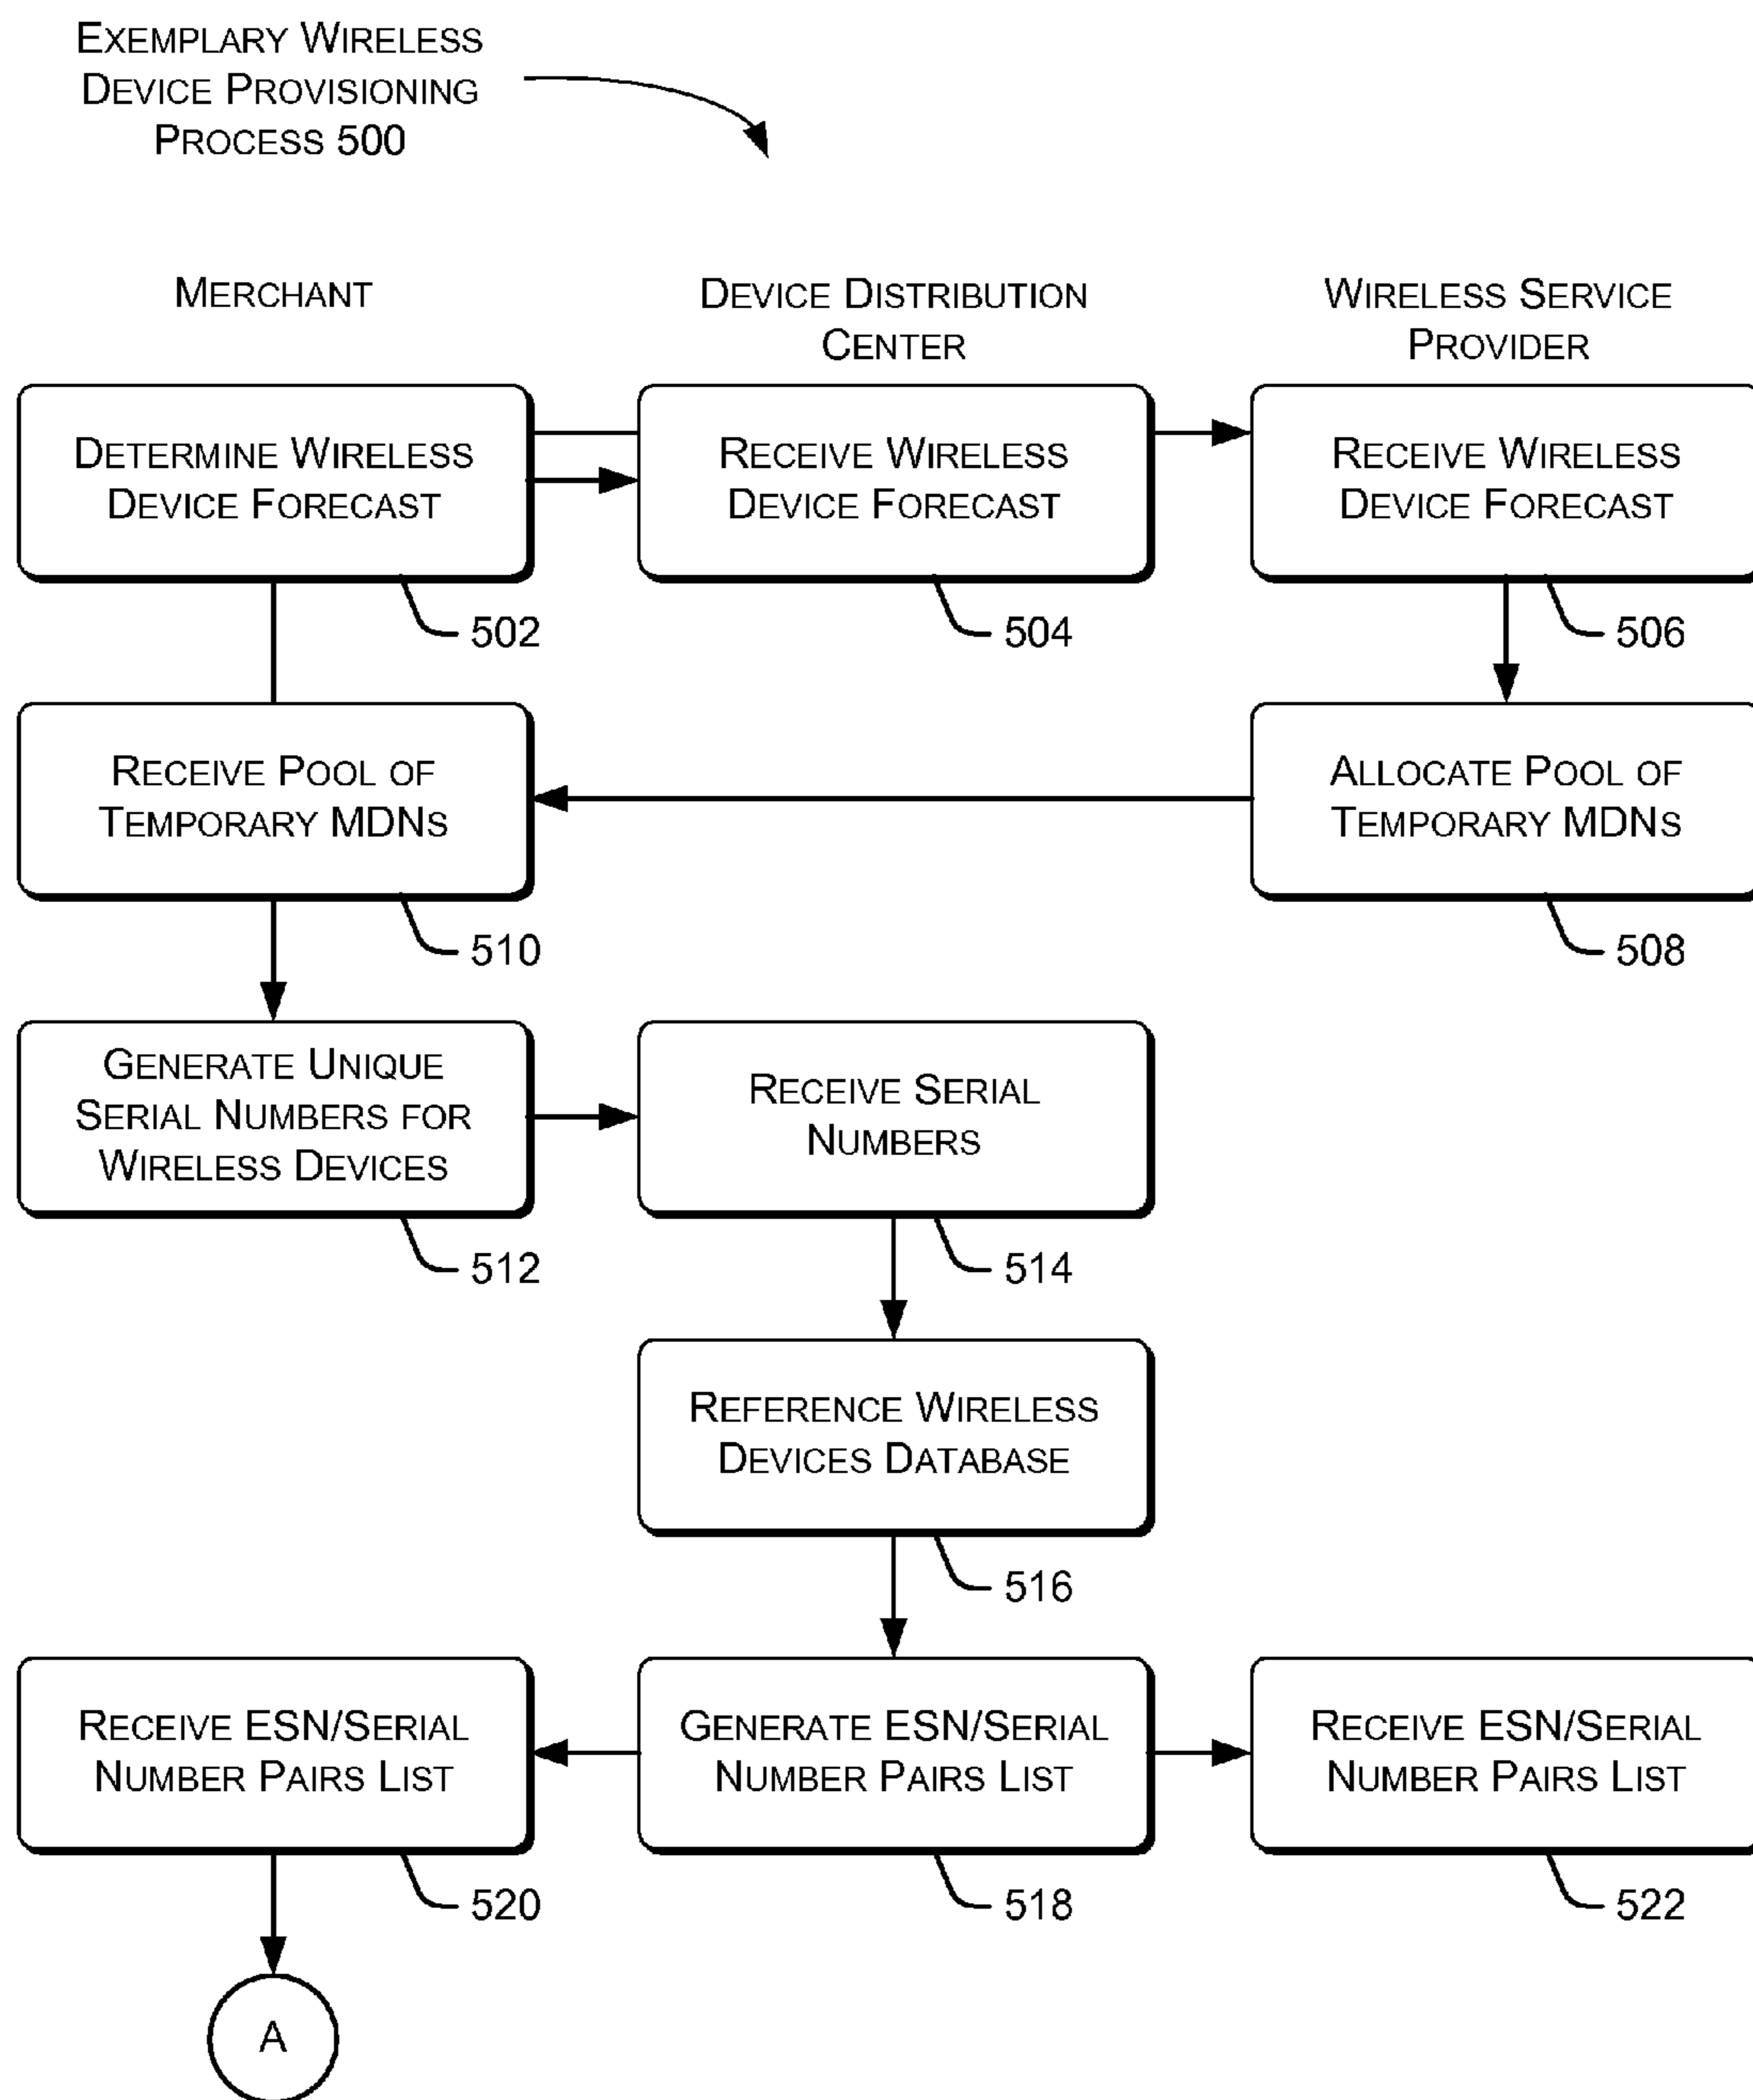 EXEMPLARY WIRELESS
DEVICE PROVISIONING
PROCESS 500
MERCHANT
DEVICE DISTRIBUTION
CENTER
WIRELESS SERVICE
PROVIDER
DETERMINE WIRELESS
DEVICE FORECAST
502
RECEIVE WIRELESS
DEVICE FORECAST
504
RECEIVE WIRELESS
DEVICE FORECAST
506
RECEIVE POOL OF
TEMPORARY MDNS
510
ALLOCATE POOL OF
TEMPORARY MDNS
508
GENERATE UNIQUE
SERIAL NUMBERS FOR
WIRELESS DEVICES
512
RECEIVE SERIAL
NUMBERS
514
REFERENCE WIRELESS
DEVICES DATABASE
516
RECEIVE ESN/SERIAL
NUMBER PAIRS LIST
520
GENERATE ESN/SERIAL
NUMBER PAIRS LIST
518
RECEIVE ESN/SERIAL
NUMBER PAIRS LIST
522
A